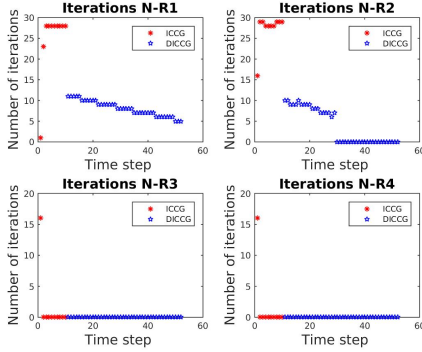 Iterations N-R1
Number of iterations
30
25
20
15
10
5
0
ICCG
DICCG
0 20 40 60
Time step
Iterations N-R2
Number of iterations
30
25
20
15
10
5
0
ICCG
DICCG
0 20 40 60
Time step
Iterations N-R3
Number of iterations
20
15
10
5
0
ICCG
DICCG
0 20 40 60
Time step
Iterations N-R4
Number of iterations
20
15
10
5
0
ICCG
DICCG
0 20 40 60
Time step